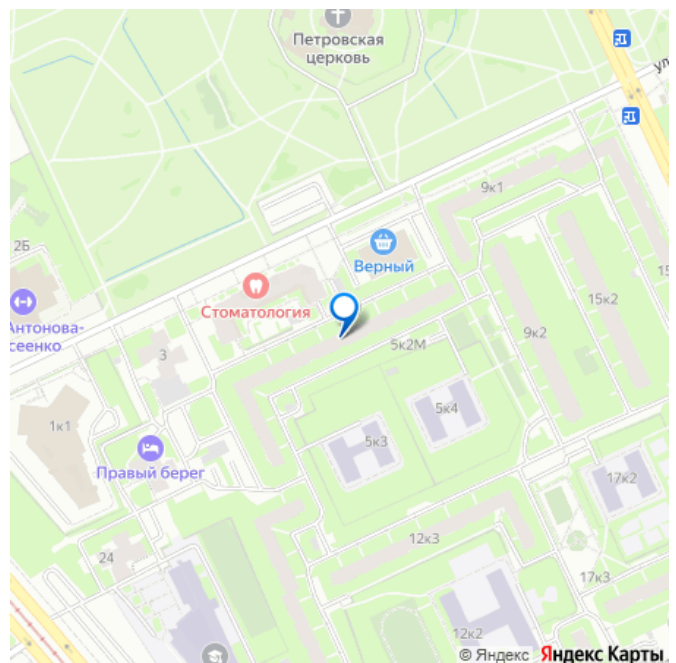 Петровская
церковь
ул
9к1
2Б
Верный
15
Стоматология
15к2
Антонова-
сеенко
9к2
3
5к2М
5к4
1к1
5к3
Правый берег
17к2
12к3
24
17к3
12к2
© Яндекс Яндекс Карты